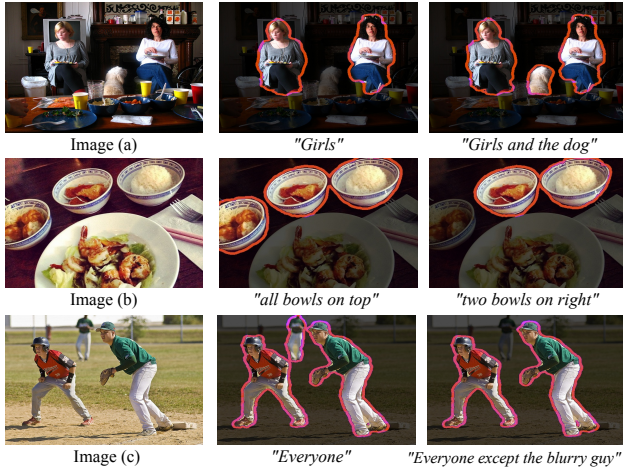 Image (a)
"Girls"
"Girls and the dog"
Image (b)
"all bowls on top"
"two bowls on right"
Image (c)
"Everyone"
"Everyone except the blurry guy"